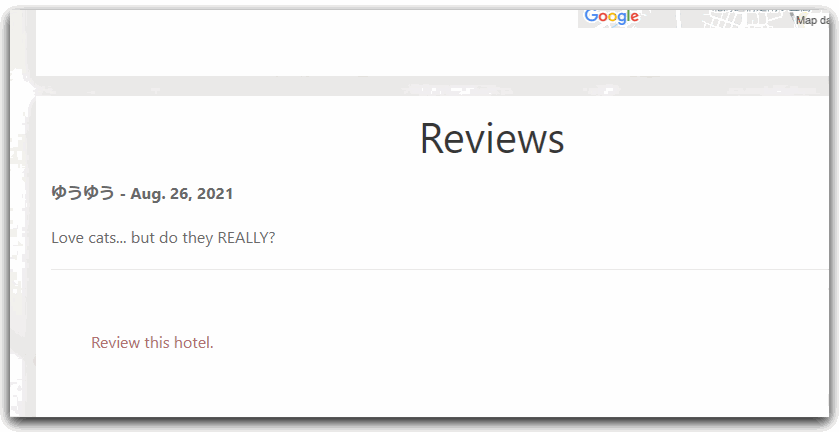 Google
Map da
Reviews
ゆうゆう - Aug. 26, 2021
Love cats... but do they REALLY?
Review this hotel.